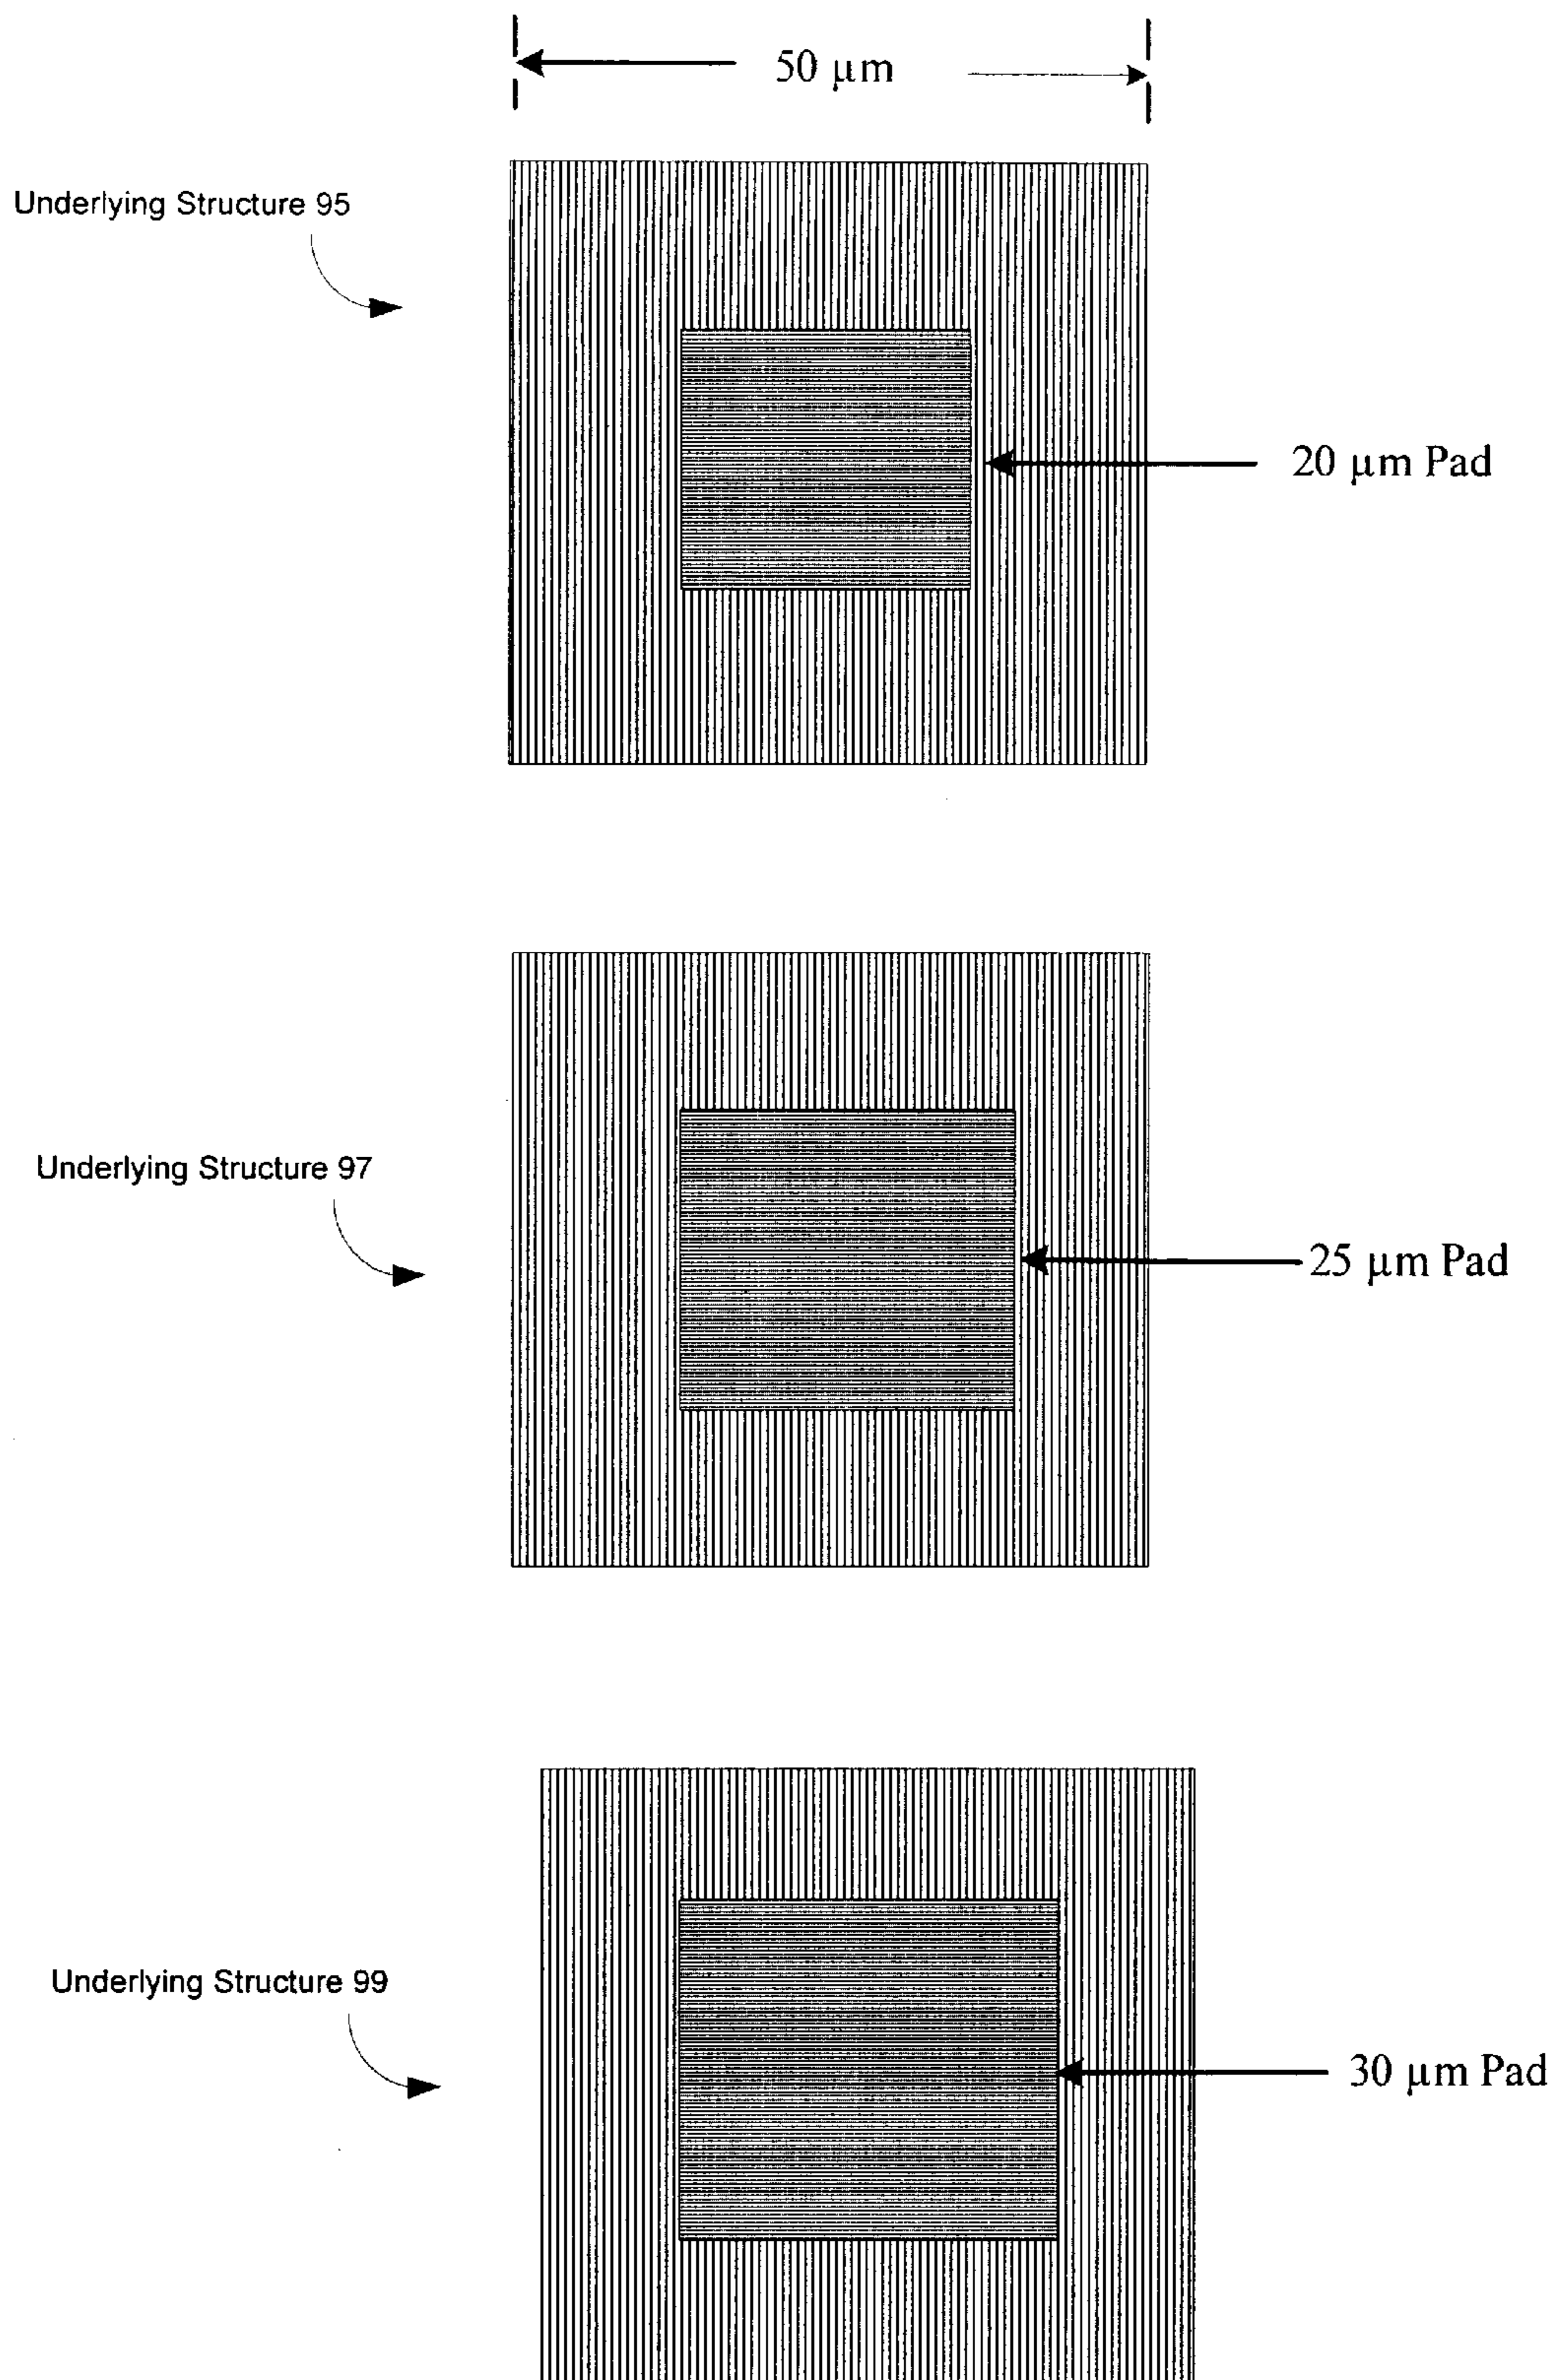 50 µm
Underlying Structure 95
20 µm Pad
Underlying Structure 97
25 µm Pad
Underlying Structure 99
30 µm Pad